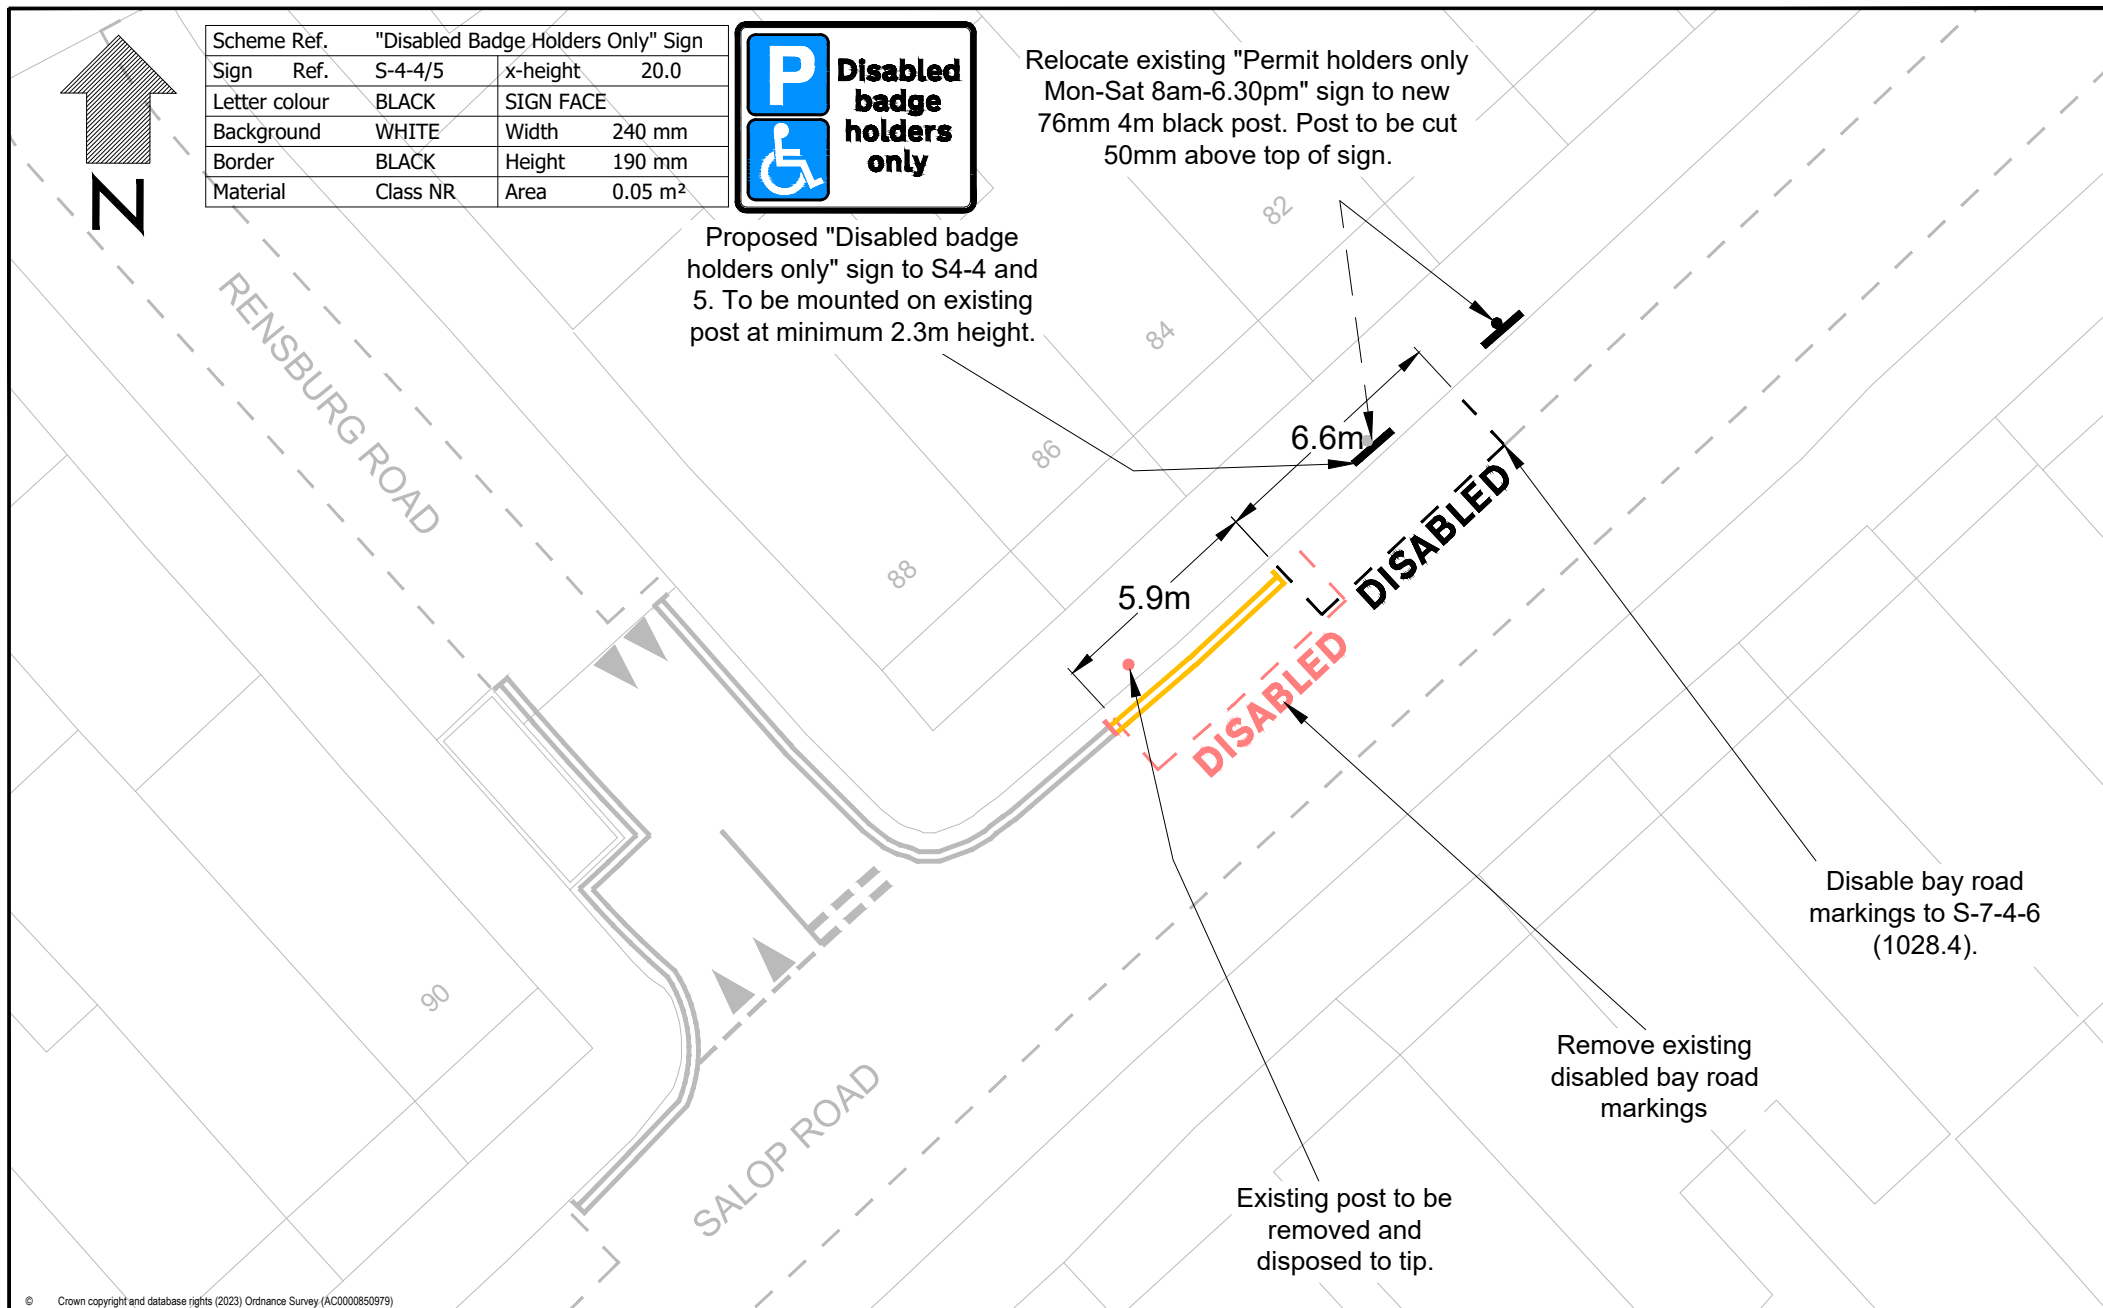 Scheme Ref. "Disabled Badge Holders Only" Sign
Sign Ref. S-4-4/5 x-height 20.0
Letter colour BLACK SIGN FACE
Background WHITE Width 240 mm
Border BLACK Height 190 mm
Material Class NR Area 0.05 m²
N
P
Disabled
badge
holders
only
Relocate existing "Permit holders only
Mon-Sat 8am-6.30pm" sign to new
76mm 4m black post. Post to be cut
50mm above top of sign.
Proposed "Disabled badge
holders only" sign to S4-4 and
5. To be mounted on existing
post at minimum 2.3m height.
82
84
86
88
90
RENSBURG ROAD
6.6m
5.9m
DISABLED
DISABLED
SALOP ROAD
Disable bay road
markings to S-7-4-6
(1028.4).
Remove existing
disabled bay road
markings
Existing post to be
removed and
disposed to tip.
© Crown copyright and database rights (2023) Ordnance Survey (AC0000850979)